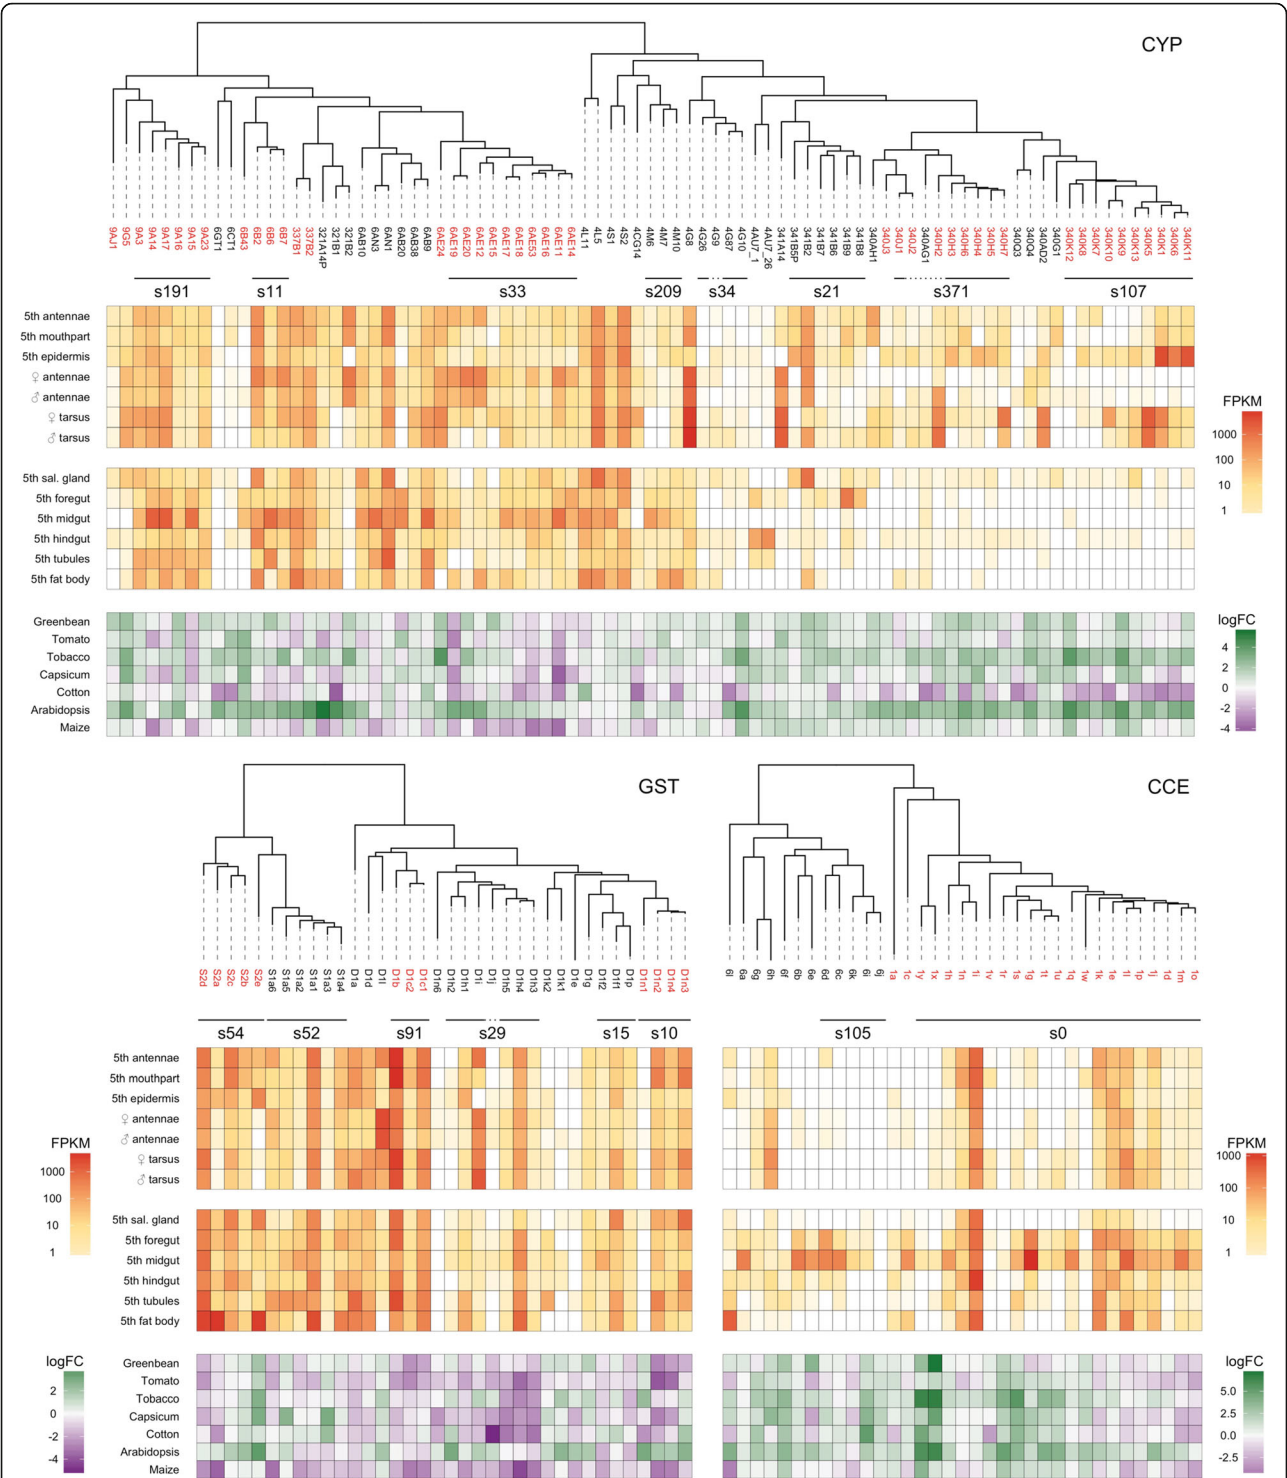 CYP
9AJ1 9G5 9A3 9A14 9A17 9A16 9A15 9A23 6GT1 6CT1 6B43 6B2 6B6 6B7 337B1 337B2 321A14P 321B1 321B2 6AB10 6AN3 6AN1 6AB20 6AB38 6AB9 6AE24 6AE19 6AE20 6AE12 6AE15 6AE17 6AE18 6AE53 6AE16 6AE11 6AE14 4L11 4L5 4S1 4S2 4CG14 4M6 4M7 4M10 4G8 4G26 4G9 4G87 4G10 4AU7_1 4AU7_26 341A14 341B5P 341B2 341B7 341B6 341B9 341B8 340AH1 340J3 340J1 340J2 340AG1 340H2 340H3 340H6 340H4 340H5 340H7 340Q3 340Q4 340AD2 340G1 340K12 340K8 340K7 340K10 340K9 340K13 340K5 340K1 340K6 340K11
s191 s11 s33 s209 s34 s21 s371 s107
5th antennae
5th mouthpart
5th epidermis
♀ antennae
♂ antennae
♀ tarsus
♂ tarsus
FPKM
1000
100
10
1
5th sal. gland
5th foregut
5th midgut
5th hindgut
5th tubules
5th fat body
Greenbean
Tomato
Tobacco
Capsicum
Cotton
Arabidopsis
Maize
logFC
4
2
0
-2
-4
GST
S2d S2a S2c S2b S2e S1a6 S1a5 S1a2 S1a1 S1a3 S1a4 D1a D1d D1l D1b D1c2 D1c1 D1n6 D1h2 D1h1 D1i D1j D1h5 D1h4 D1h3 D1k2 D1k1 D1e D1g D1f2 D1f1 D1p D1n1 D1n2 D1n4 D1n3
s54 s52 s91 s29 s15 s10
CCE
6l 6a 6g 6h 6f 6b 6e 6d 6c 6k 6i 6j 1a 1c 1y 1x 1h 1n 1i 1v 1r 1s 1g 1t 1u 1q 1w 1k 1e 1l 1p 1j 1d 1m 1o
s105 s0
5th antennae
5th mouthpart
5th epidermis
♀ antennae
♂ antennae
♀ tarsus
♂ tarsus
FPKM
1000
100
10
1
FPKM
1000
100
10
1
5th sal. gland
5th foregut
5th midgut
5th hindgut
5th tubules
5th fat body
Greenbean
Tomato
Tobacco
Capsicum
Cotton
Arabidopsis
Maize
logFC
2
0
-2
-4
logFC
5.0
2.5
0.0
-2.5